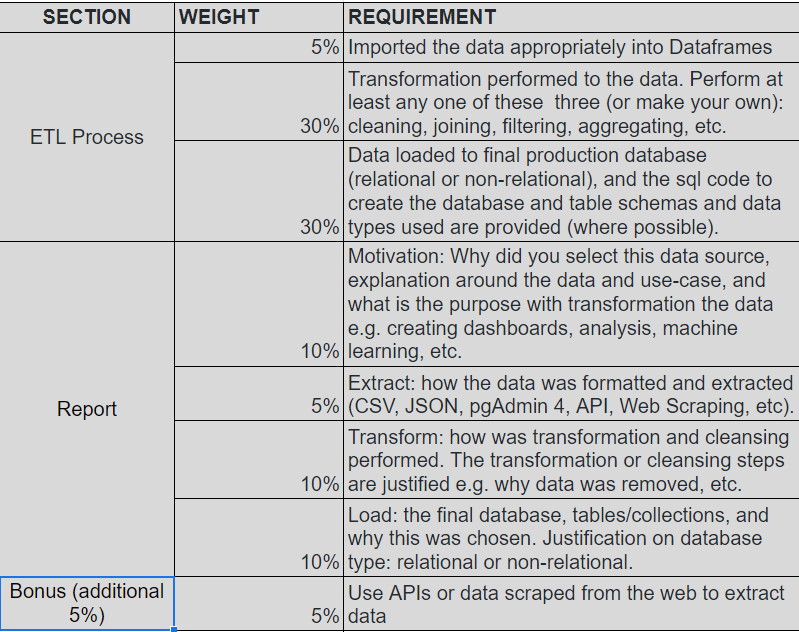 SECTION WEIGHT REQUIREMENT
ETL Process
5% Imported the data appropriately into Dataframes
Transformation performed to the data. Perform at
least any one of these  three (or make your own):
30% cleaning, joining, filtering, aggregating, etc.
Data loaded to final production database
(relational or non-relational), and the sql code to
create the database and table schemas and data
30% types used are provided (where possible).
Report
Motivation: Why did you select this data source,
explanation around the data and use-case, and
what is the purpose with transformation the data
e.g. creating dashboards, analysis, machine
10% learning, etc.
Extract: how the data was formatted and extracted
5% (CSV, JSON, pgAdmin 4, API, Web Scraping, etc).
Transform: how was transformation and cleansing
performed. The transformation or cleansing steps
10% are justified e.g. why data was removed, etc.
Load: the final database, tables/collections, and
why this was chosen. Justification on database
10% type: relational or non-relational.
Bonus (additional
5%)
Use APIs or data scraped from the web to extract
5% data